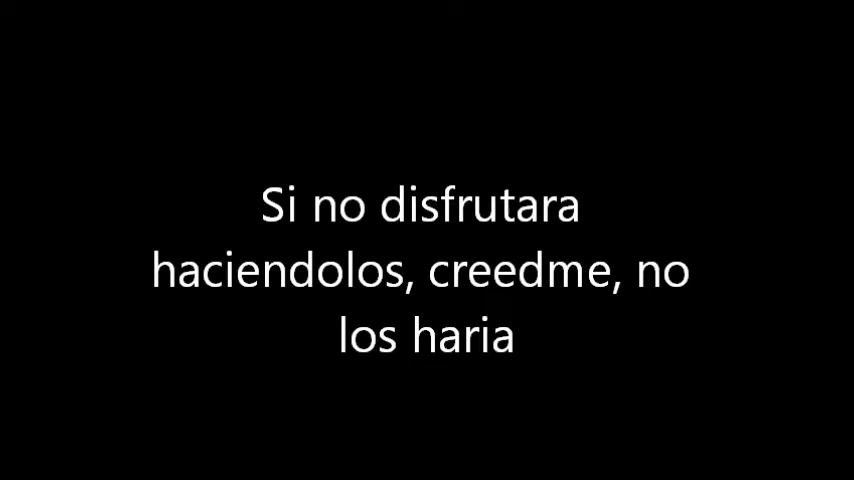 Si no disfrutara
haciendolos, creedme, no
los haria